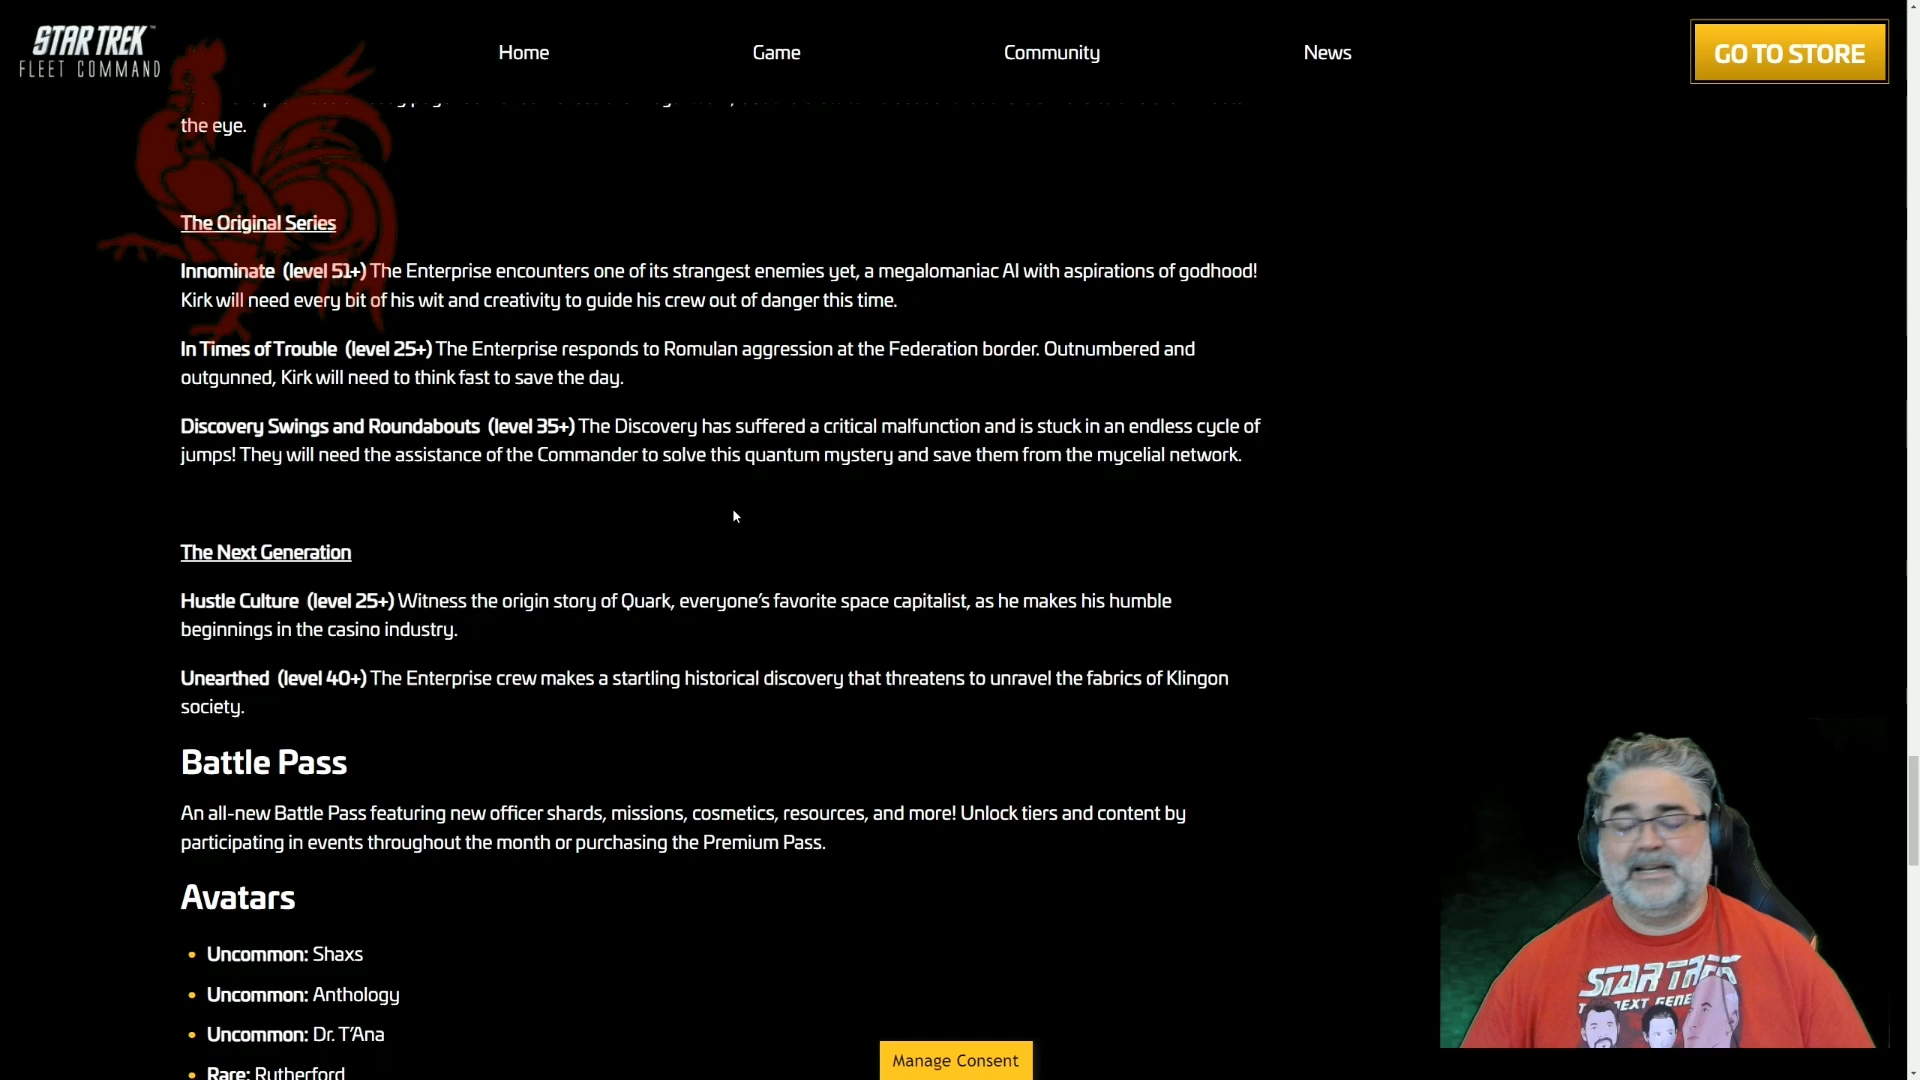 STAR TREK
FLEET COMMAND
Home
Game
Community
News
GO TO STORE
the eye.
The Original Series
Innominate (level 51+) The Enterprise encounters one of its strangest enemies yet, a megalomaniac AI with aspirations of godhood!
Kirk will need every bit of his wit and creativity to guide his crew out of danger this time.
In Times of Trouble (level 25+) The Enterprise responds to Romulan aggression at the Federation border. Outnumbered and
outgunned, Kirk will need to think fast to save the day.
Discovery Swings and Roundabouts (level 35+) The Discovery has suffered a critical malfunction and is stuck in an endless cycle of
jumps! They will need the assistance of the Commander to solve this quantum mystery and save them from the mycelial network.
The Next Generation
Hustle Culture (level 25+) Witness the origin story of Quark, everyone’s favorite space capitalist, as he makes his humble
beginnings in the casino industry.
Unearthed (level 40+) The Enterprise crew makes a startling historical discovery that threatens to unravel the fabrics of Klingon
society.
Battle Pass
An all-new Battle Pass featuring new officer shards, missions, cosmetics, resources, and more! Unlock tiers and content by
participating in events throughout the month or purchasing the Premium Pass.
Avatars
• Uncommon: Shaxs
• Uncommon: Anthology
• Uncommon: Dr. T’Ana
• Rare: Rutherford
Manage Consent
STAR TREK
NEXT GENE